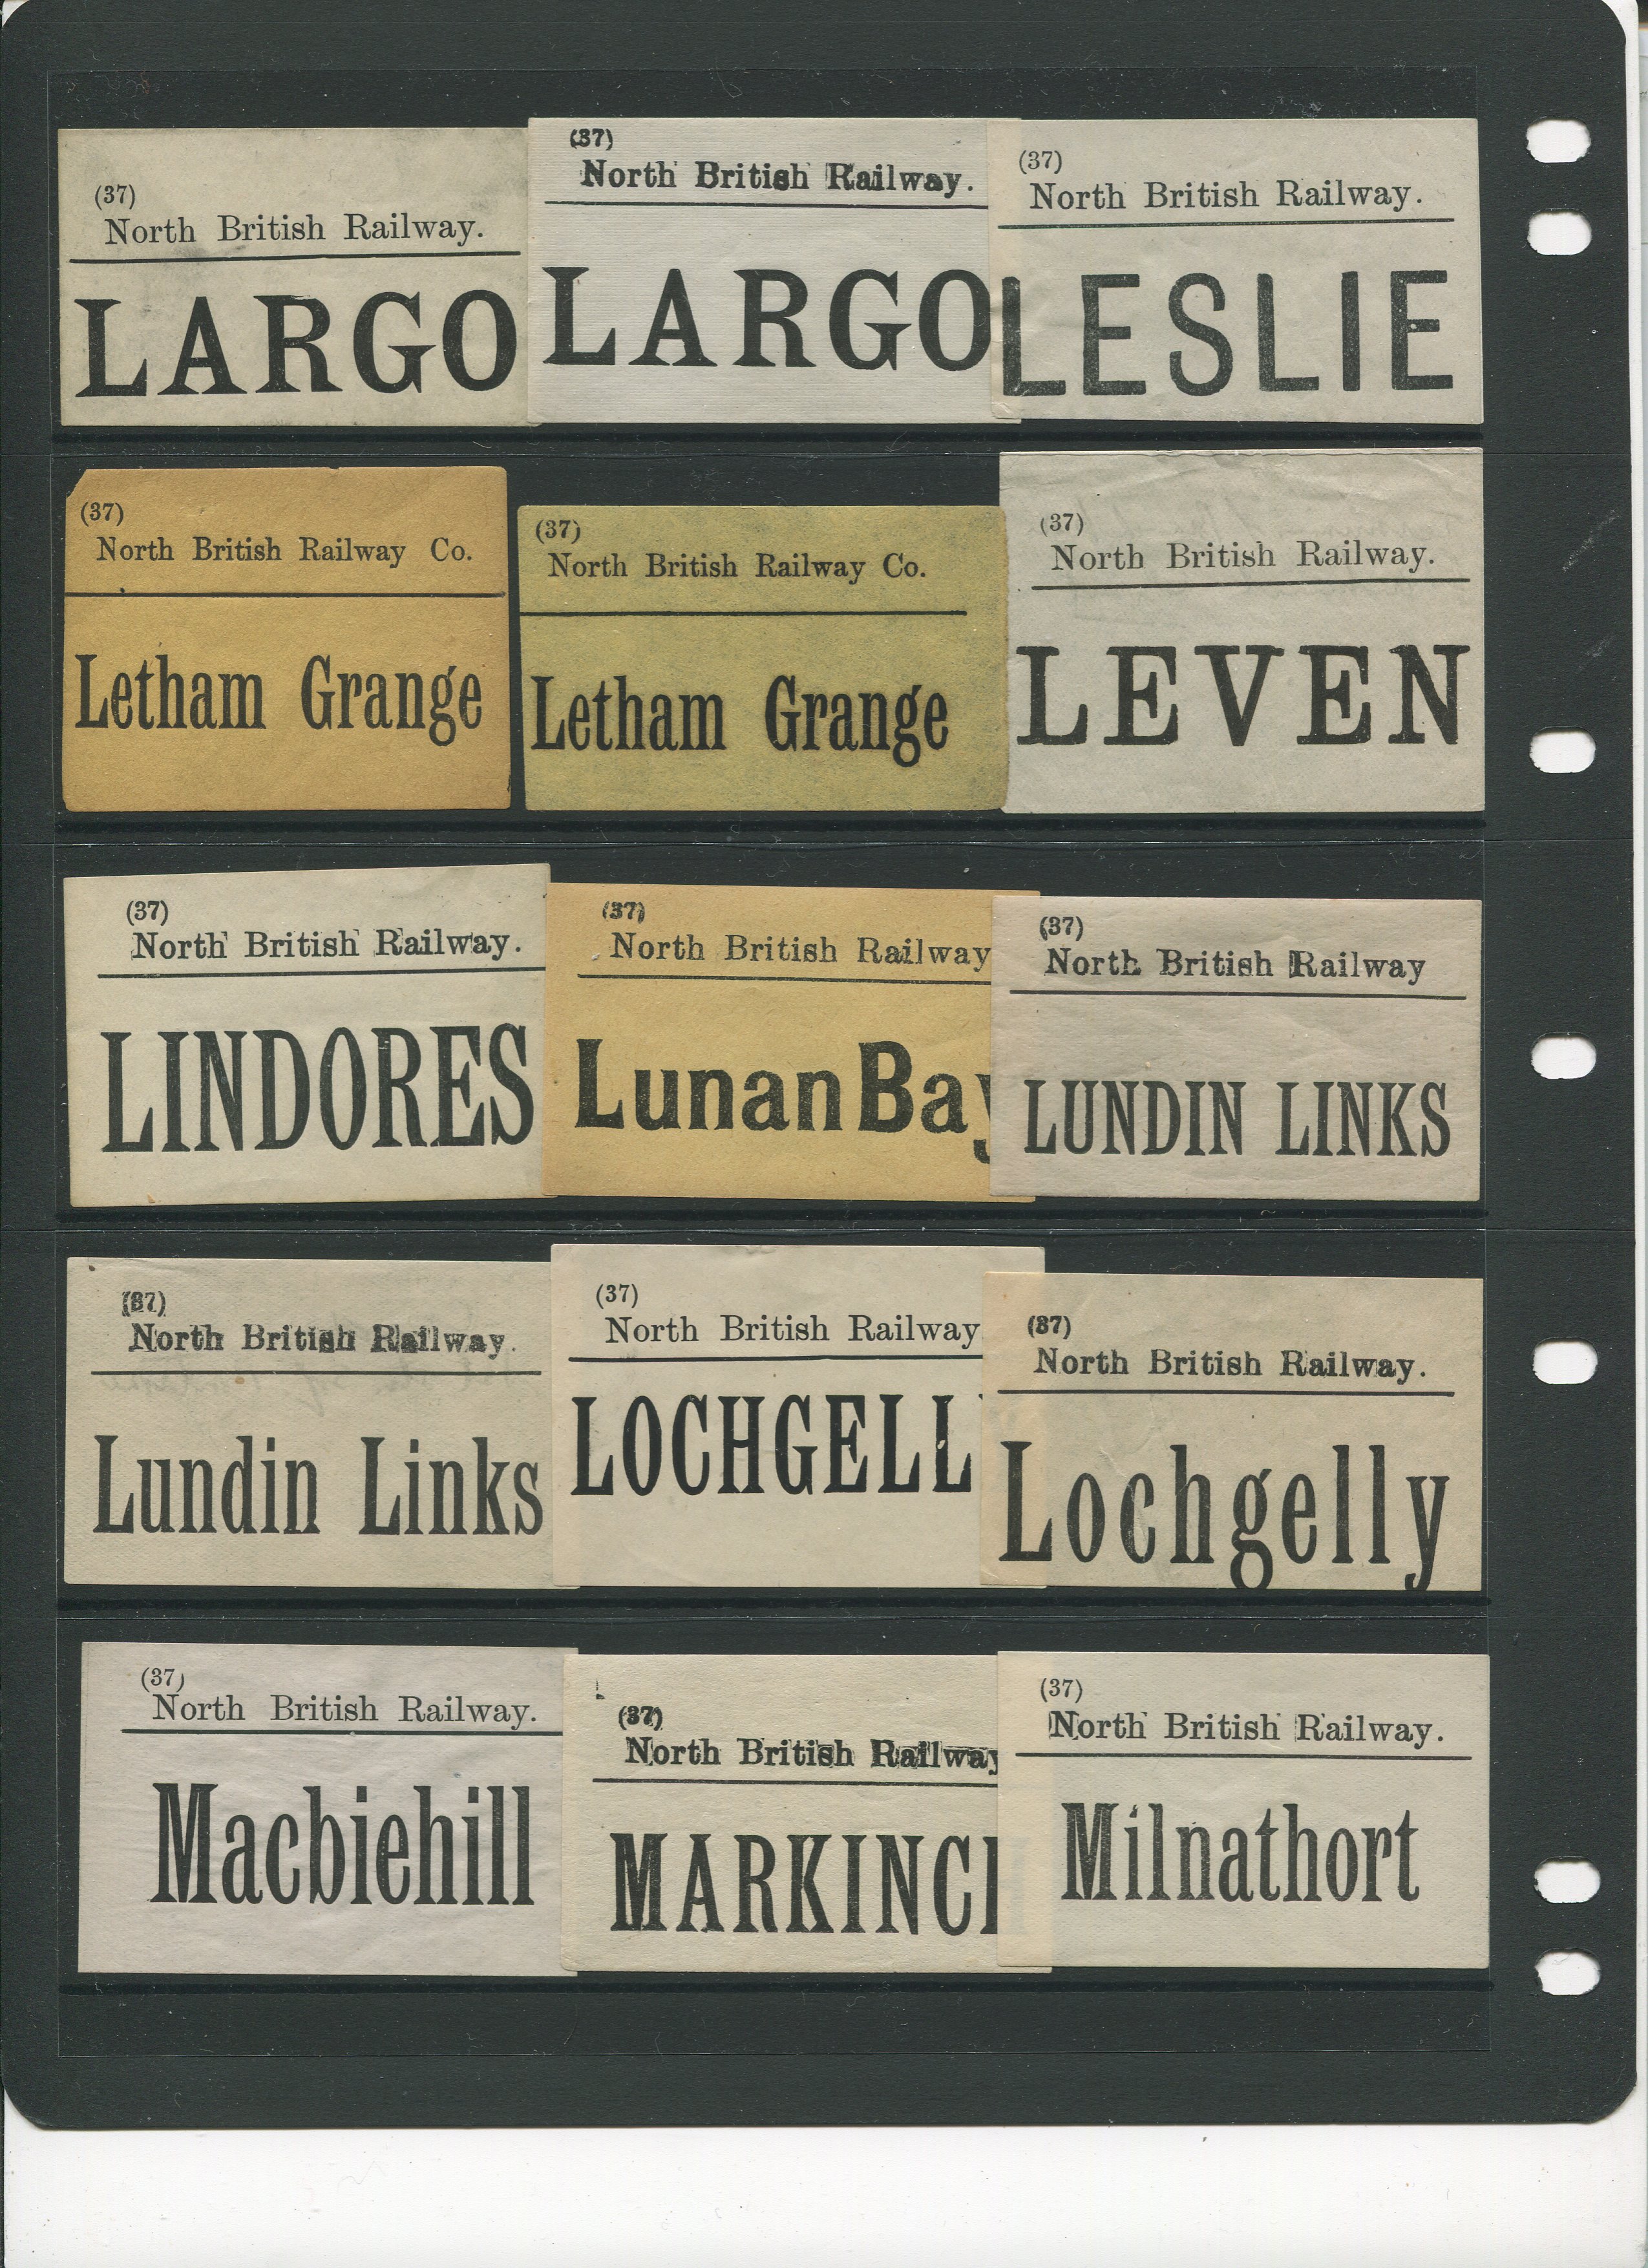 (37)
North British Railway.
LARGO
(37)
North British Railway.
LARGO
(37)
North British Railway.
LESLIE
(37)
North British Railway Co.
Letham Grange
(37)
North British Railway Co.
Letham Grange
(37)
North British Railway.
LEVEN
(37)
North British Railway.
LINDORES
(37)
North British Railway
Lunan Bay
(37)
North British Railway
LUNDIN LINKS
(37)
North British Railway.
Lundin Links
(37)
North British Railway
LOCHGELL
(37)
North British Railway.
Lochgelly
(37)
North British Railway.
Macbiehill
(37)
North British Railway
MARKINCH
(37)
North British Railway.
Milnathort